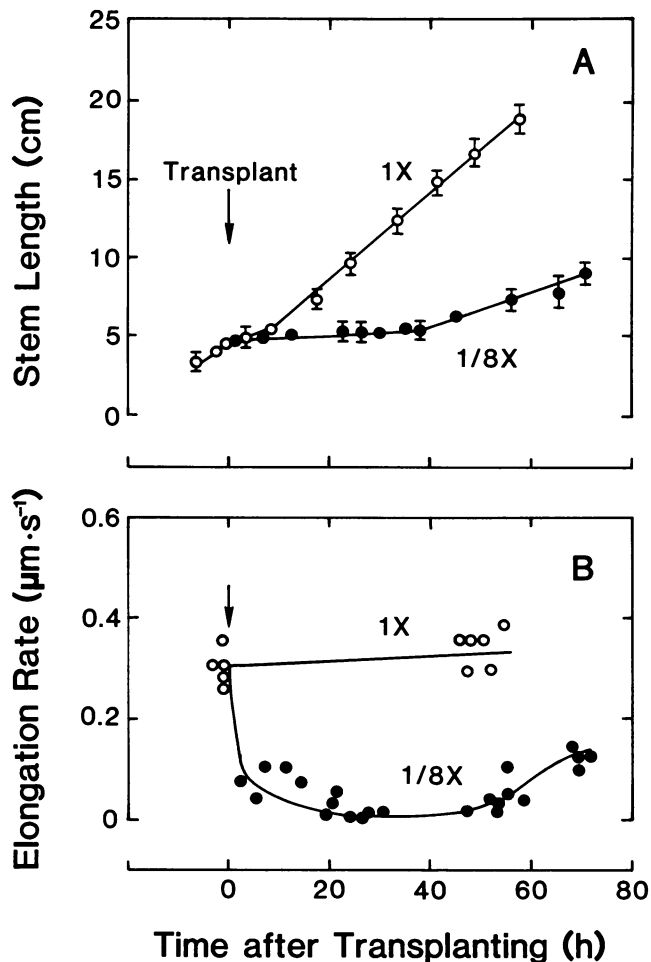 25
A
20
Stem Length (cm)
Transplant
1X
15
10
5
1/8X
0
0.6
B
Elongation Rate (µm·s⁻¹)
1X
0.4
0.2
1/8X
0
0 20 40 60 80
Time after Transplanting (h)